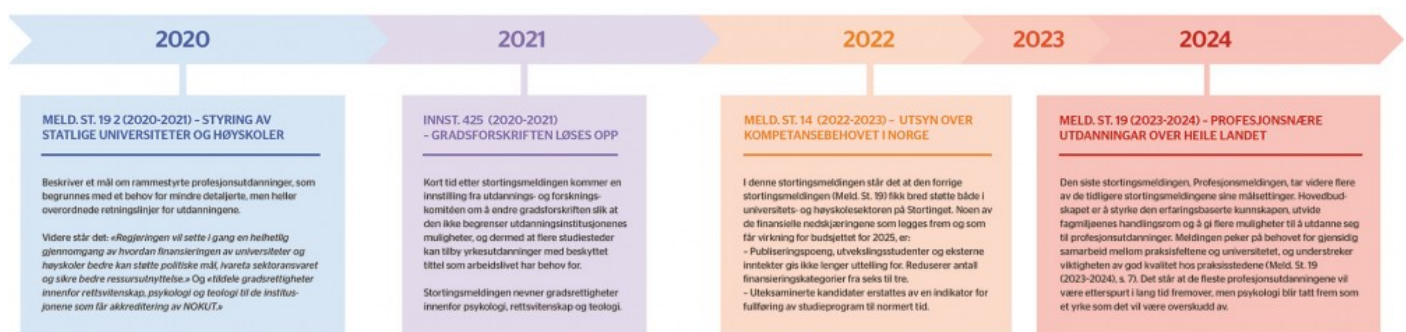 2020
2021
2022
2023
2024
MELD. ST. 19 2 (2020-2021) – STYRING AV
STATLIGE UNIVERSITETER OG HØYSKOLER
Beskriver et mål om rammestyrte profesjonsutdanninger, som
begrunnes med et behov for mindre detaljerte, men heller
overordnede retningslinjer for utdanningene.
Videre står det: «Regjeringen vil sette i gang en helhetlig
gjennomgang av hvordan finansieringen av universiteter og
høyskoler bedre kan støtte politiske mål, ivareta sektoransvaret
og sikre bedre ressursulnyttelse.» Og «tildele gradsrettigheter
innenfor rettsvitenskap, psykologi og teologi til de institus-
jonene som får akkreditering av NOKUT.»
INNST. 425 (2020-2021)
– GRADSFORSKRIFTEN LØSES OPP
Kort tid etter stortingsmeldingen kommer en
innstilling fra utdannings- og forsknings-
komitéen om å endre gradsforskriften slik at
den ikke begrenser utdanningsinstitusjonenes
muligheter, og dermed at flere studiesteder
kan tilby yrkesutdanninger med beskyttet
tittel som arbeidslivet har behov for.
Stortingsmeldingen nevner gradsrettigheter
innenfor psykologi, rettsvitenskap og teologi.
MELD. ST. 14 (2022-2023) – UTSYN OVER
KOMPETANSEBEHOVET I NORGE
I denne stortingsmeldingen står det at den forrige
stortingsmeldingen (Meld. St. 19) fikk bred støtte både i
universitets- og høyskolesektoren på Stortinget. Noen av
de finansielle nedskjæringene som legges frem og som
får virkning for budsjettet for 2025, er:
– Publiseringspoeng, utvekslingsstudenter og eksterne
inntekter gis ikke lenger uttelling for. Reduserer antall
finansieringskategorier fra seks til tre.
– Uteksaminerte kandidater erstattes av en indikator for
fullføring av studieprogram til normert tid.
MELD. ST. 19 (2023-2024) – PROFESJONSNÆRE
UTDANNINGAR OVER HEILE LANDET
Den siste stortingsmeldingen, Profesjonsmeldingen, tar videre flere
av de tidligere stortingsmeldingene sine målsettinger. Hovedbud-
skapet er å styrke den erfaringsbaserte kunnskapen, utvide
fagmiljøenes handlingsrom og å gi flere muligheter til å utdanne seg
til profesjonsutdanninger. Meldingen peker på behovet for gjensidig
samarbeid mellom praksisfeltene og universitetet, og understreker
viktigheten av god kvalitet hos praksisstedene (Meld. St. 19
(2023–2024), s. 7). Det står at de fleste profesjonsutdanningene vil
være etterspurt i lang tid fremover, men psykologi blir tatt frem som
et yrke som det vil være overskudd av.